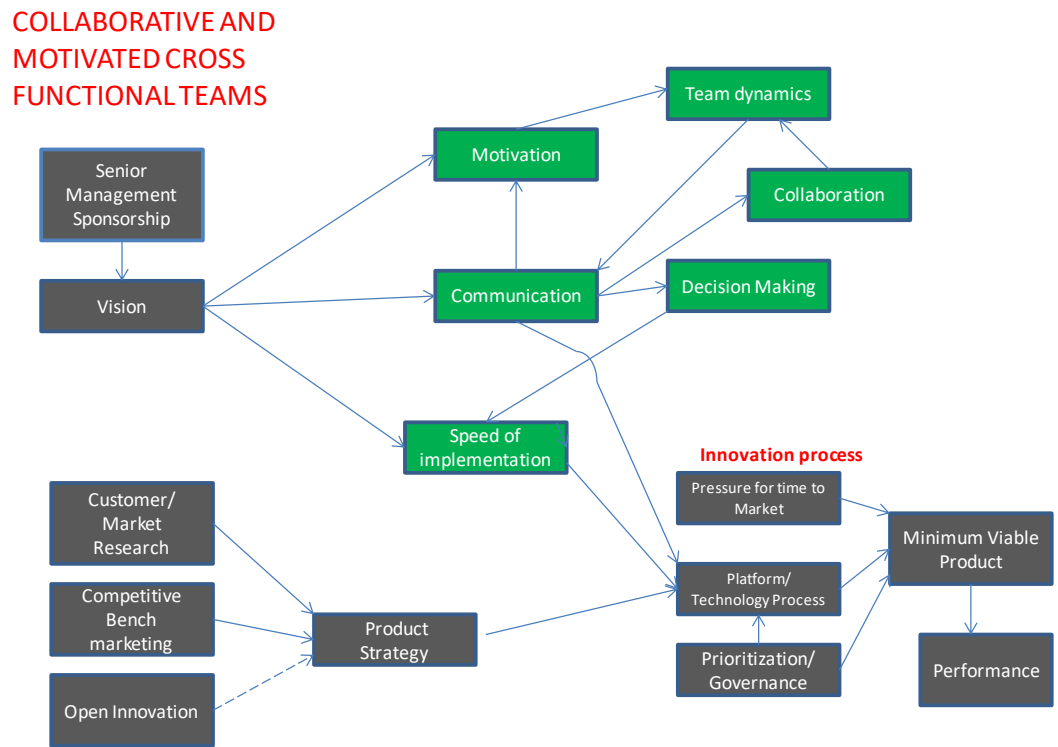 COLLABORATIVE AND
MOTIVATED CROSS
FUNCTIONAL TEAMS
Team dynamics
Motivation
Senior
Management
Sponsorship
Collaboration
Vision
Communication
Decision Making
Speed of
implementation
Innovation process
Customer/
Market
Research
Pressure for time to
Market
Minimum Viable
Product
Competitive
Bench
marketing
Platform/
Technology Process
Product
Strategy
Prioritization/
Governance
Performance
Open Innovation